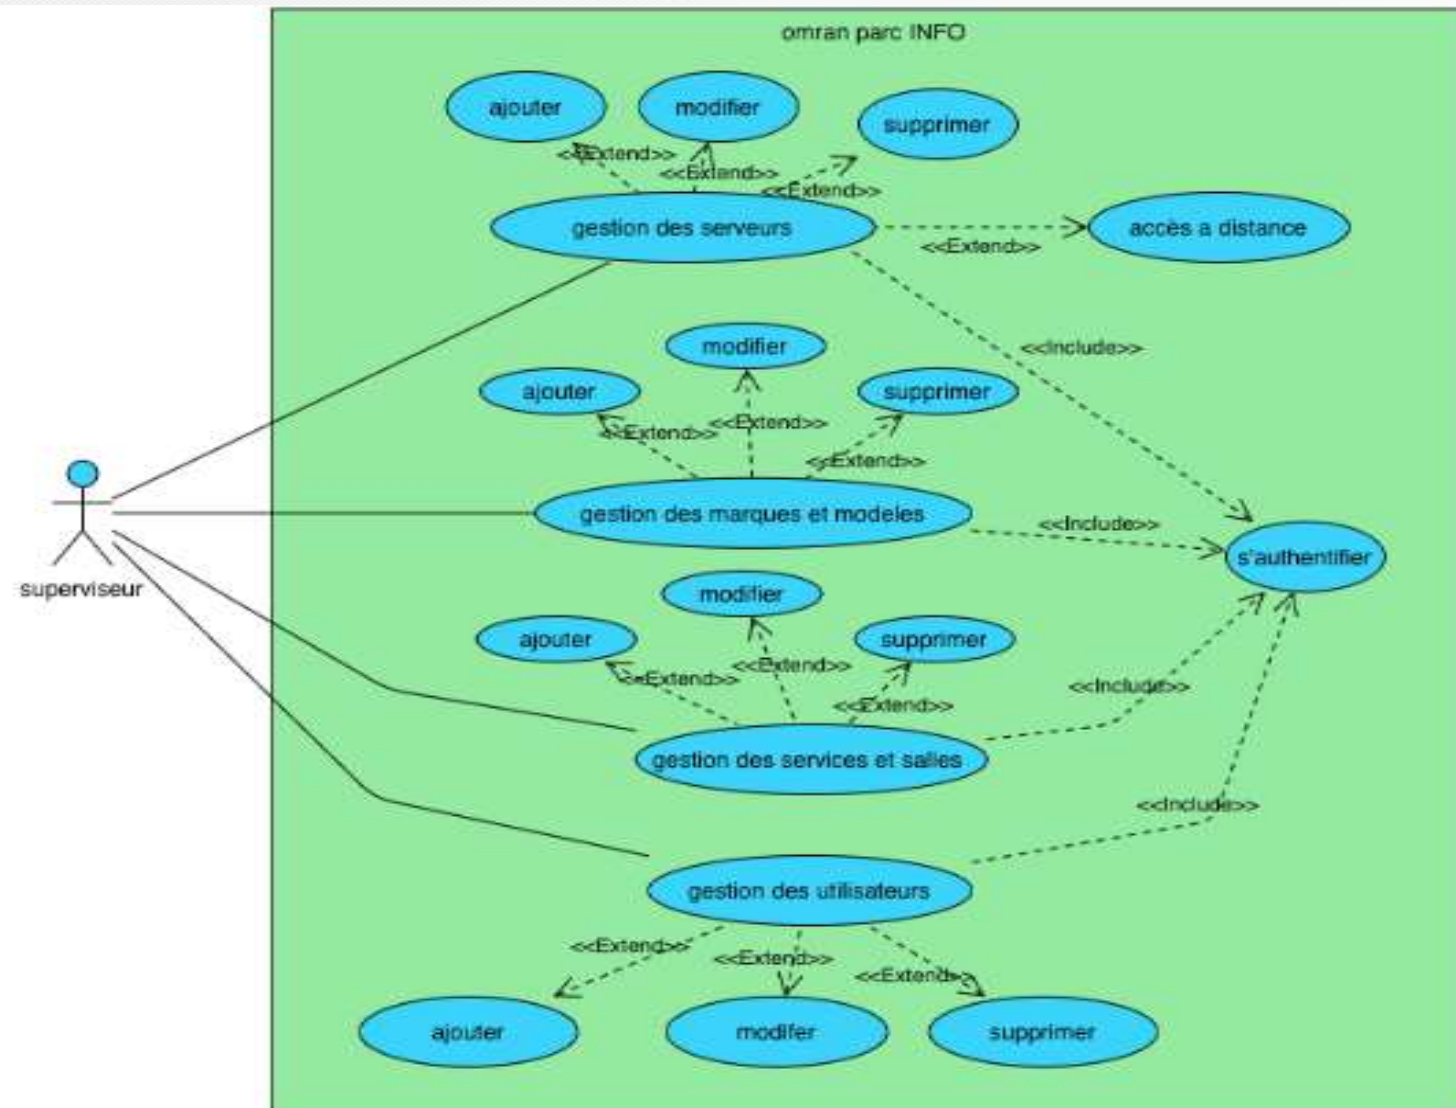 omran parc INFO
ajouter
modifier
supprimer
<<Extend>>
<<Extend>>
<<Extend>>
gestion des serveurs
<<Extend>>
accès a distance
<<Include>>
modifier
ajouter
supprimer
<<Extend>>
<<Extend>>
<<Extend>>
gestion des marques et modeles
<<Include>>
s'authentifier
superviseur
modifier
ajouter
supprimer
<<Extend>>
<<Extend>>
<<Extend>>
<<Include>>
gestion des services et salles
<<Include>>
gestion des utilisateurs
<<Extend>>
<<Extend>>
<<Extend>>
ajouter
modifer
supprimer